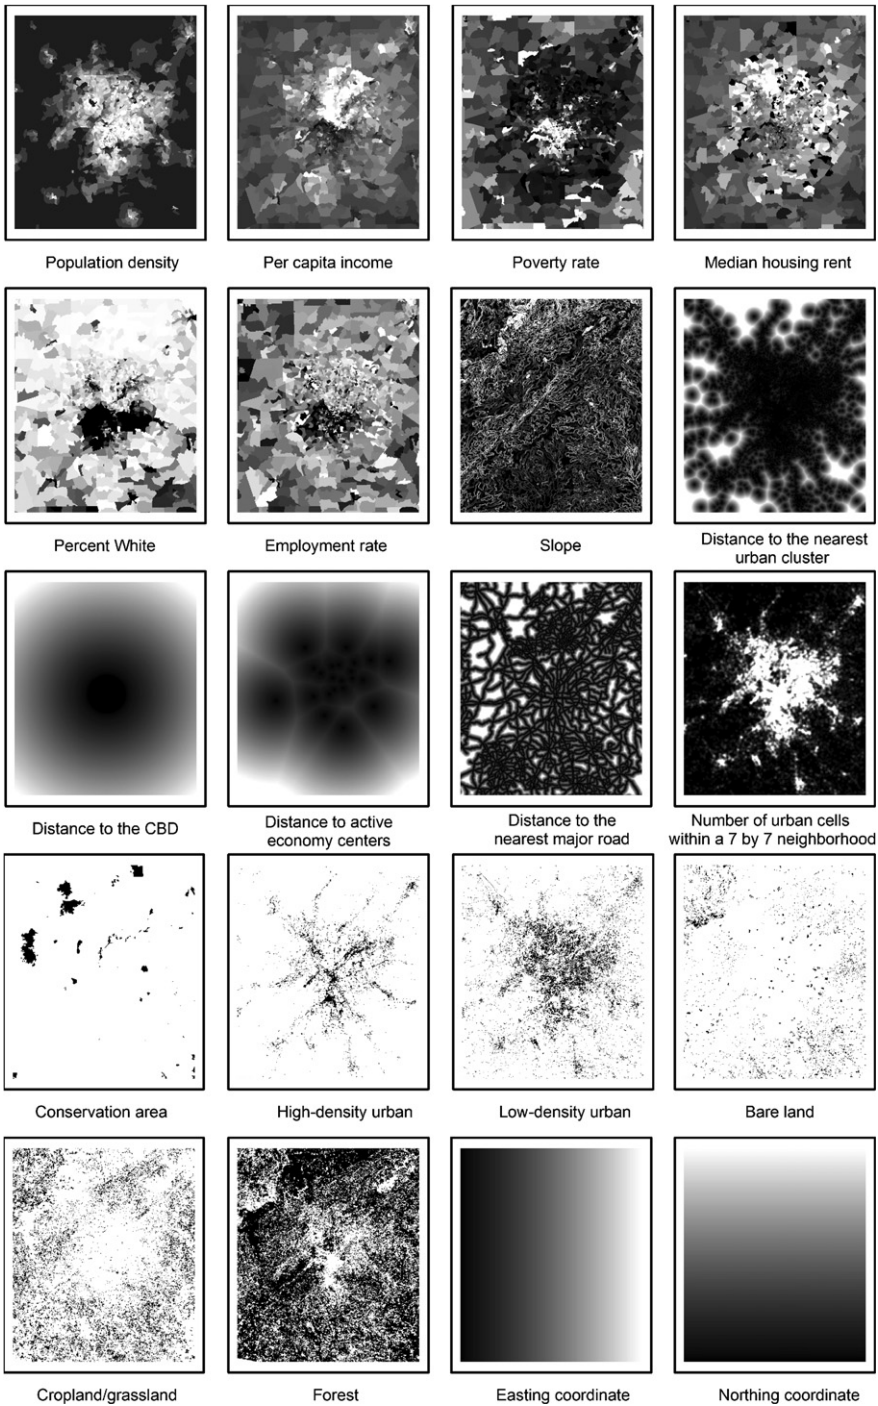 Population density
Per capita income
Poverty rate
Median housing rent
Percent White
Employment rate
Slope
Distance to the nearest
urban cluster
Distance to the CBD
Distance to active
economy centers
Distance to the
nearest major road
Number of urban cells
within a 7 by 7 neighborhood
Conservation area
High-density urban
Low-density urban
Bare land
Cropland/grassland
Forest
Easting coordinate
Northing coordinate